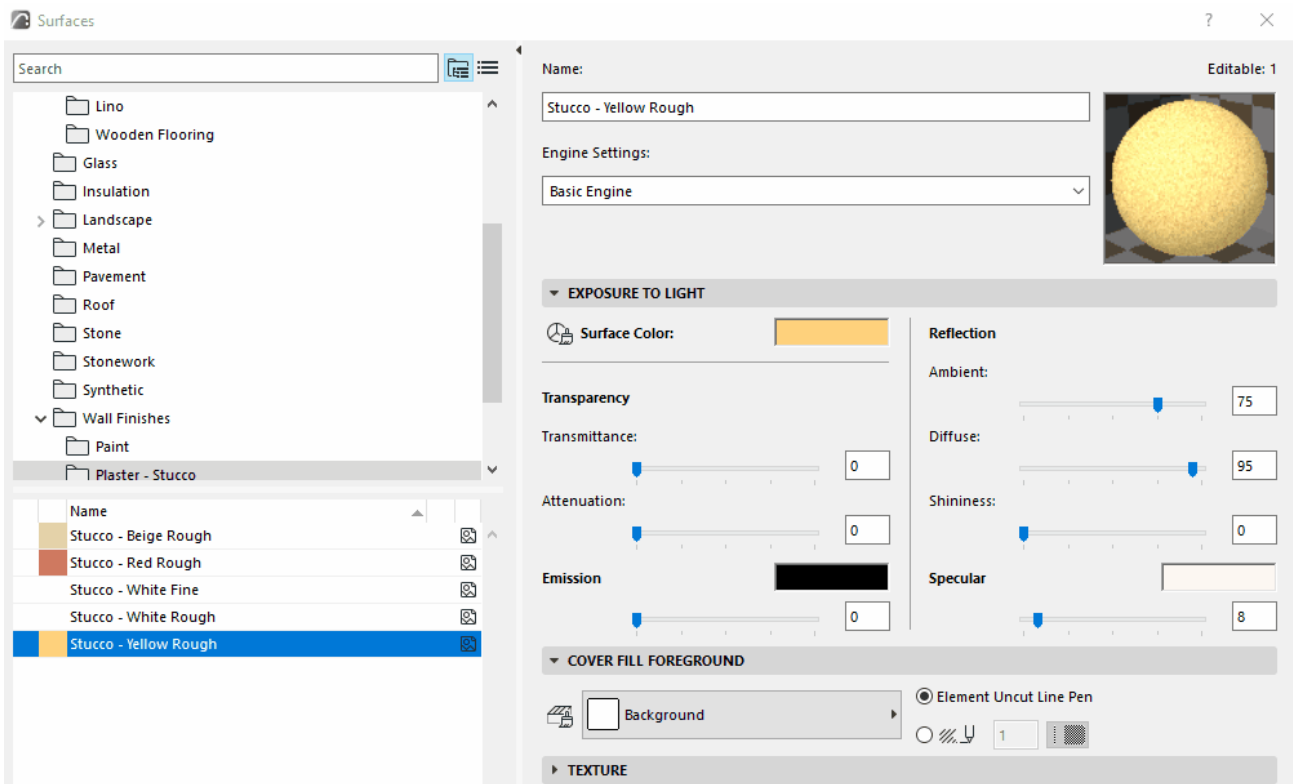 Surfaces
?
Search
Lino
Wooden Flooring
Glass
Insulation
Landscape
Metal
Pavement
Roof
Stone
Stonework
Synthetic
Wall Finishes
Paint
Plaster - Stucco
Name
Stucco - Beige Rough
Stucco - Red Rough
Stucco - White Fine
Stucco - White Rough
Stucco - Yellow Rough
Name:
Editable: 1
Stucco - Yellow Rough
Engine Settings:
Basic Engine
EXPOSURE TO LIGHT
Surface Color:
Transparency
Transmittance:
0
Attenuation:
0
Emission
0
Reflection
Ambient:
75
Diffuse:
95
Shininess:
0
Specular
8
COVER FILL FOREGROUND
Background
Element Uncut Line Pen
1
TEXTURE